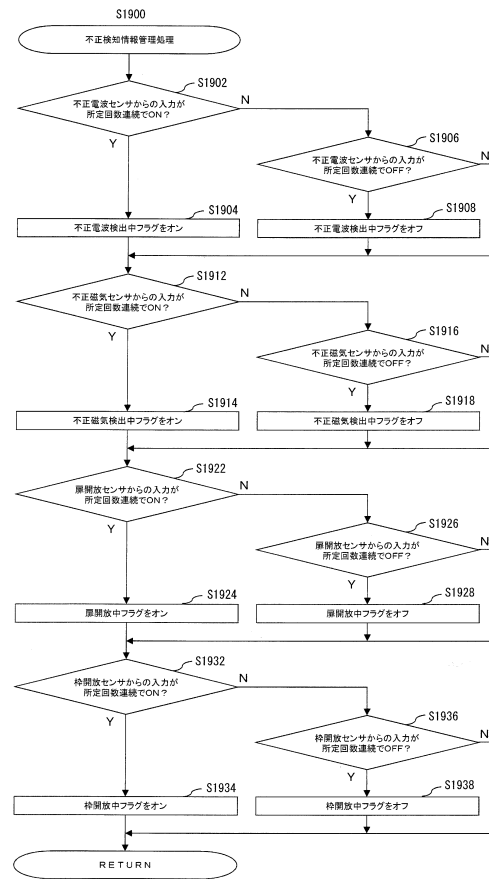 S1900
不正検知情報管理処理
S1902
不正電波センサからの入力が
所定回数連続でON?
N
Y
S1906
不正電波センサからの入力が
所定回数連続でOFF?
N
Y
S1904
不正電波検出中フラグをオン
S1908
不正電波検出中フラグをオフ
S1912
不正磁気センサからの入力が
所定回数連続でON?
N
Y
S1916
不正磁気センサからの入力が
所定回数連続でOFF?
N
Y
S1914
不正磁気検出中フラグをオン
S1918
不正磁気検出中フラグをオフ
S1922
扉開放センサからの入力が
所定回数連続でON?
N
Y
S1926
扉開放センサからの入力が
所定回数連続でOFF?
N
Y
S1924
扉開放中フラグをオン
S1928
扉開放中フラグをオフ
S1932
枠開放センサからの入力が
所定回数連続でON?
N
Y
S1936
枠開放センサからの入力が
所定回数連続でOFF?
N
Y
S1934
枠開放中フラグをオン
S1938
枠開放中フラグをオフ
RETURN